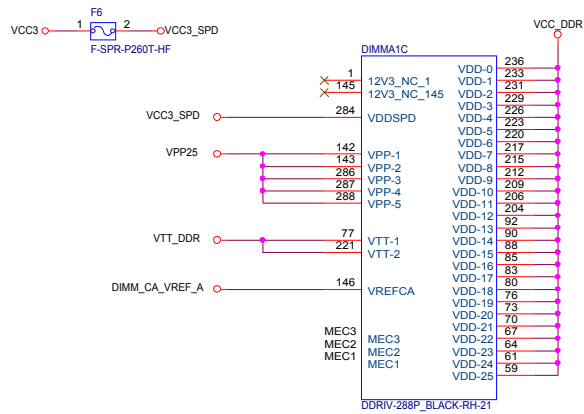 F6
VCC3 1 2 VCC3_SPD
F-SPR-P260T-HF
VCC_DDR
DIMMA1C
1 12V3_NC_1
145 12V3_NC_145
VCC3_SPD 284 VDDSPD
VPP25 142 VPP-1
143 VPP-2
286 VPP-3
287 VPP-4
288 VPP-5
VTT_DDR 77 VTT-1
221 VTT-2
DIMM_CA_VREF_A 146 VREFCA
MEC3 MEC3
MEC2 MEC2
MEC1 MEC1
VDD-0 236
VDD-1 233
VDD-2 231
VDD-3 229
VDD-4 226
VDD-5 223
VDD-6 220
VDD-7 217
VDD-8 215
VDD-9 212
VDD-10 209
VDD-11 206
VDD-12 204
VDD-13 92
VDD-14 90
VDD-15 88
VDD-16 85
VDD-17 83
VDD-18 80
VDD-19 76
VDD-20 73
VDD-21 70
VDD-22 67
VDD-23 64
VDD-24 61
VDD-25 59
DDRIV-288P_BLACK-RH-21